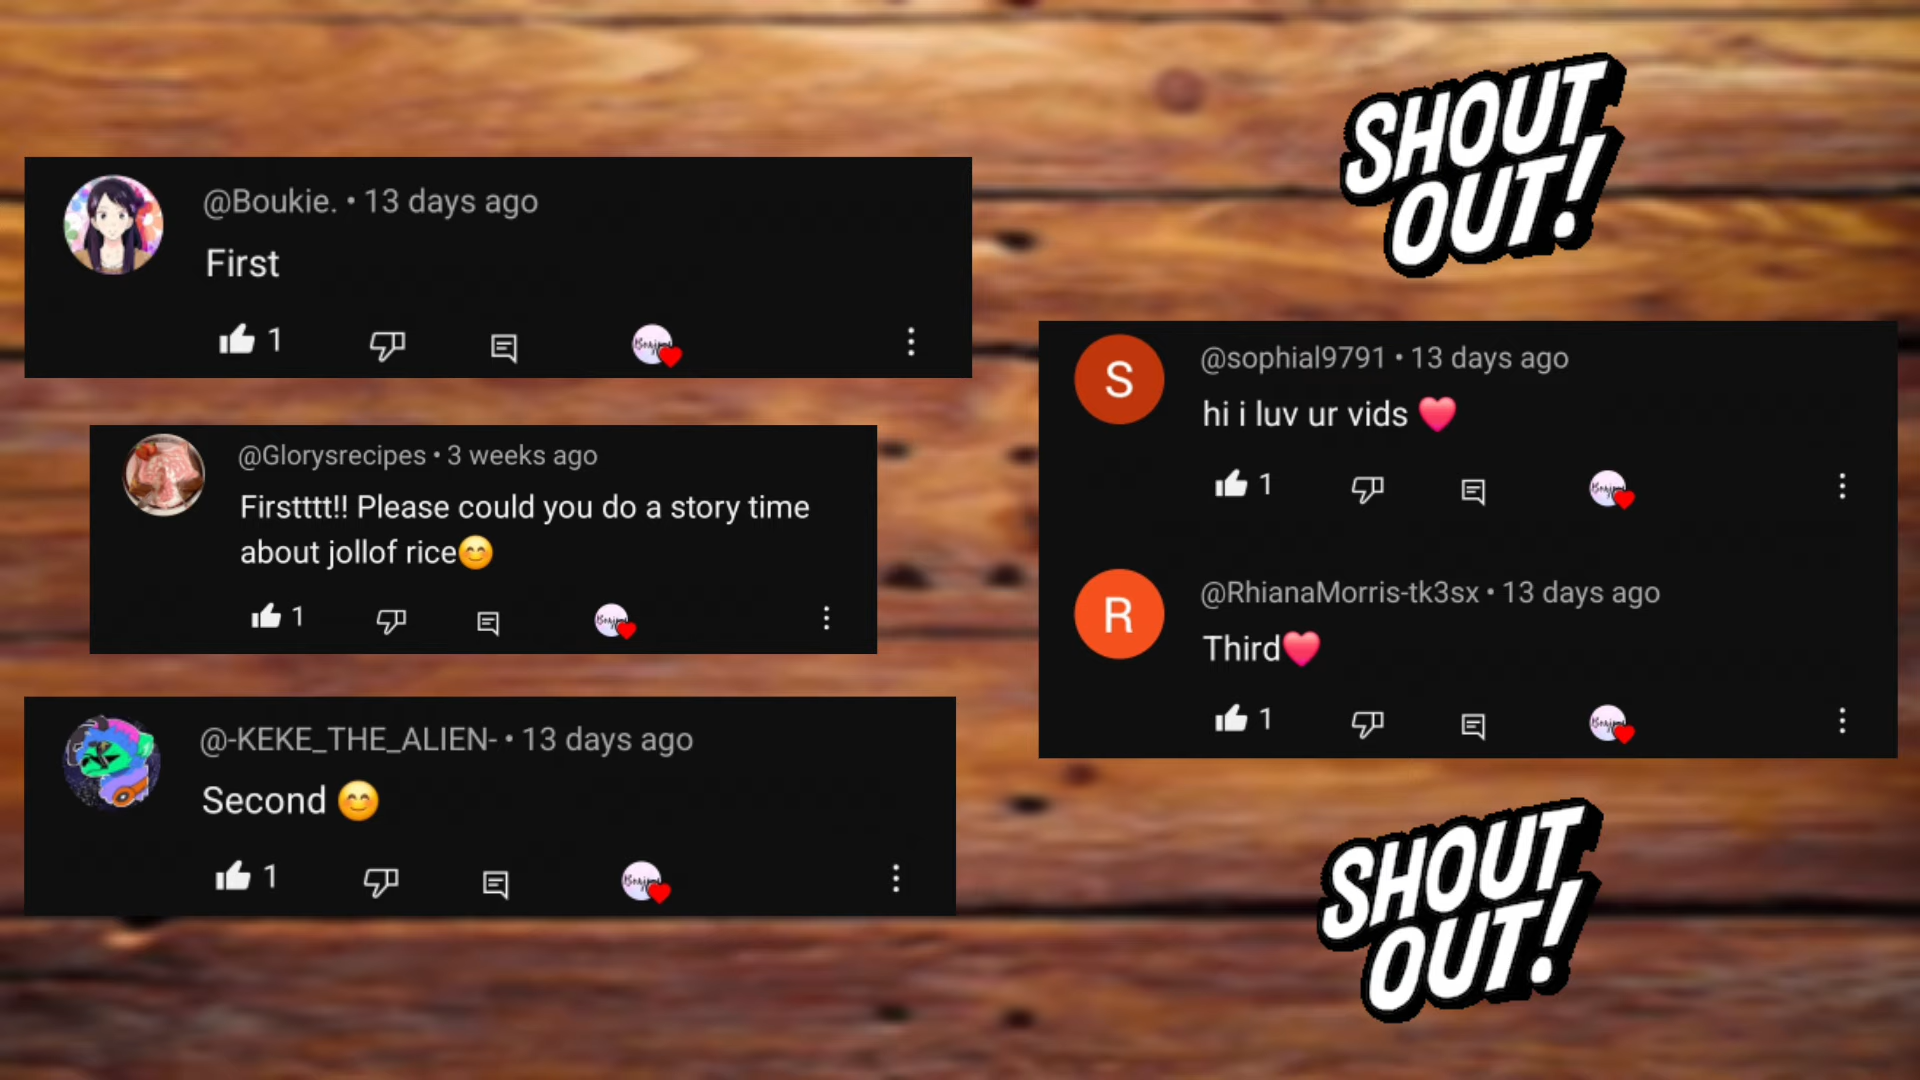 @Boukie. • 13 days ago
First
1
@Glorysrecipes • 3 weeks ago
Firstttt!! Please could you do a story time
about jollof rice😊
1
@-KEKE_THE_ALIEN- • 13 days ago
Second 😊
1
SHOUT
OUT!
S
@sophial9791 • 13 days ago
hi i luv ur vids ❤️
1
R
@RhianaMorris-tk3sx • 13 days ago
Third❤️
1
SHOUT
OUT!